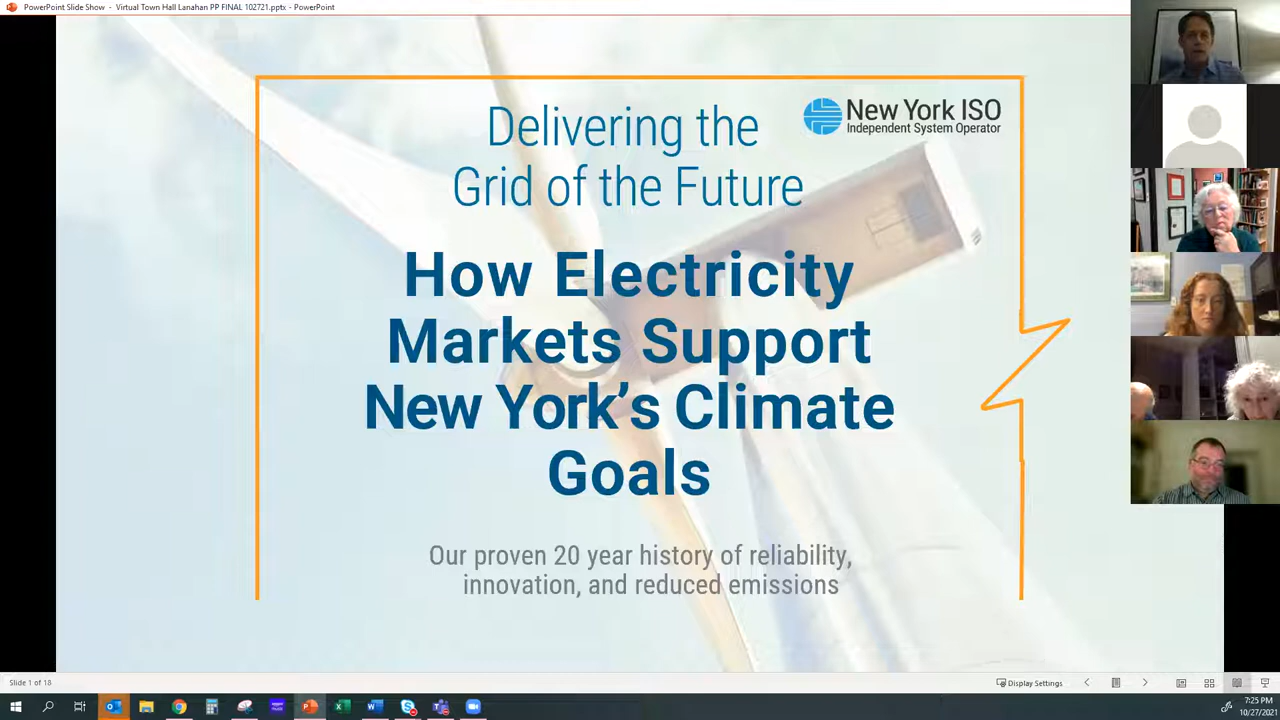 PowerPoint Slide Show - Virtual Town Hall Lanahan PP FINAL 102721.pptx - PowerPoint
Delivering the
Grid of the Future
New York ISO
Independent System Operator
How Electricity
Markets Support
New York’s Climate
Goals
Our proven 20 year history of reliability,
innovation, and reduced emissions
Slide 1 of 18
Display Settings
7:25 PM
10/27/2021